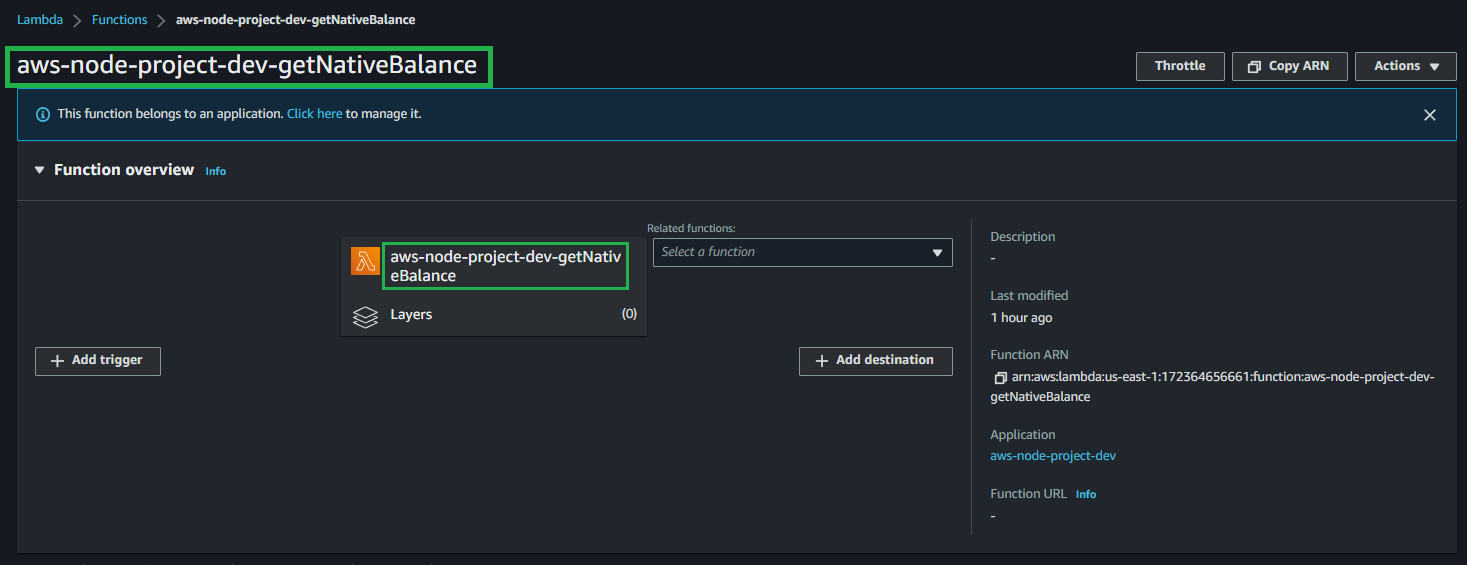 Lambda > Functions > aws-node-project-dev-getNativeBalance
aws-node-project-dev-getNativeBalance
Throttle
Copy ARN
Actions
This function belongs to an application. Click here to manage it.
Function overview Info
Related functions:
Select a function
aws-node-project-dev-getNativ
eBalance
Layers (0)
+ Add trigger
+ Add destination
Description
-
Last modified
1 hour ago
Function ARN
arn:aws:lambda:us-east-1:172364656661:function:aws-node-project-dev-
getNativeBalance
Application
aws-node-project-dev
Function URL Info
-